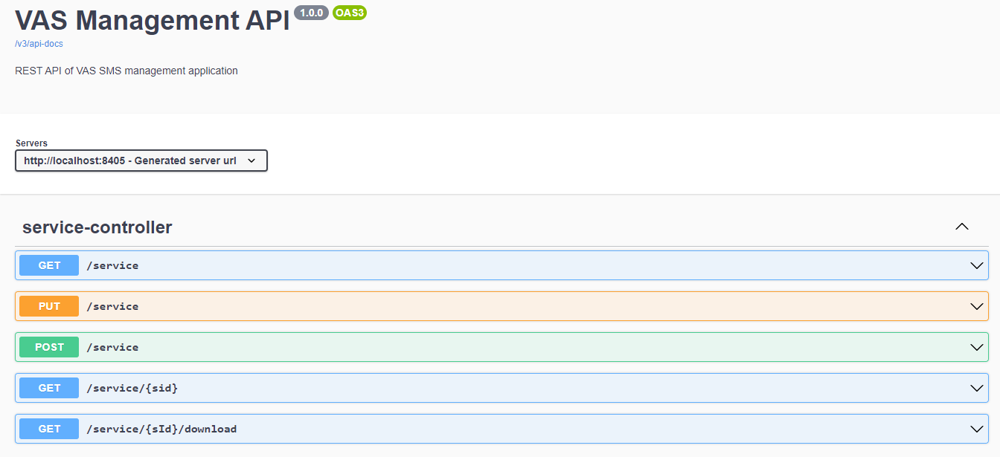 VAS Management API 1.0.0 OAS3
/v3/api-docs
REST API of VAS SMS management application
Servers
http://localhost:8405 - Generated server url
service-controller
GET /service
PUT /service
POST /service
GET /service/{sid}
GET /service/{sId}/download